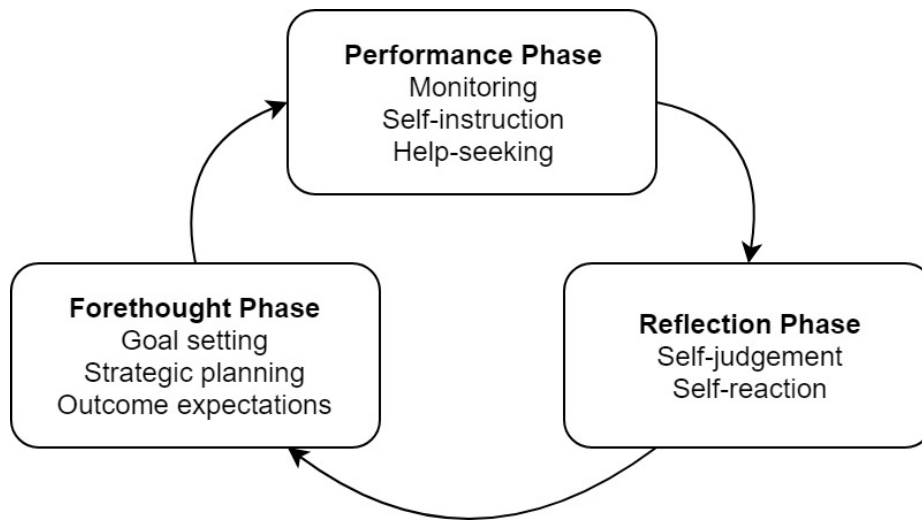 Performance Phase
Monitoring
Self-instruction
Help-seeking
Forethought Phase
Goal setting
Strategic planning
Outcome expectations
Reflection Phase
Self-judgement
Self-reaction